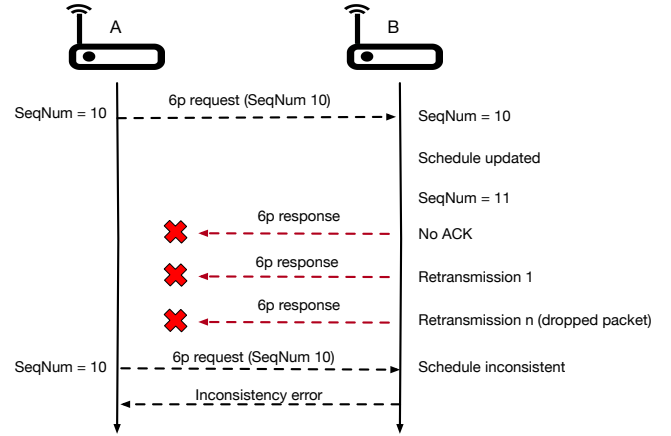 A
B
6p request (SeqNum 10)
SeqNum = 10
SeqNum = 10
Schedule updated
SeqNum = 11
6p response
No ACK
6p response
Retransmission 1
6p response
Retransmission n (dropped packet)
6p request (SeqNum 10)
SeqNum = 10
Schedule inconsistent
Inconsistency error